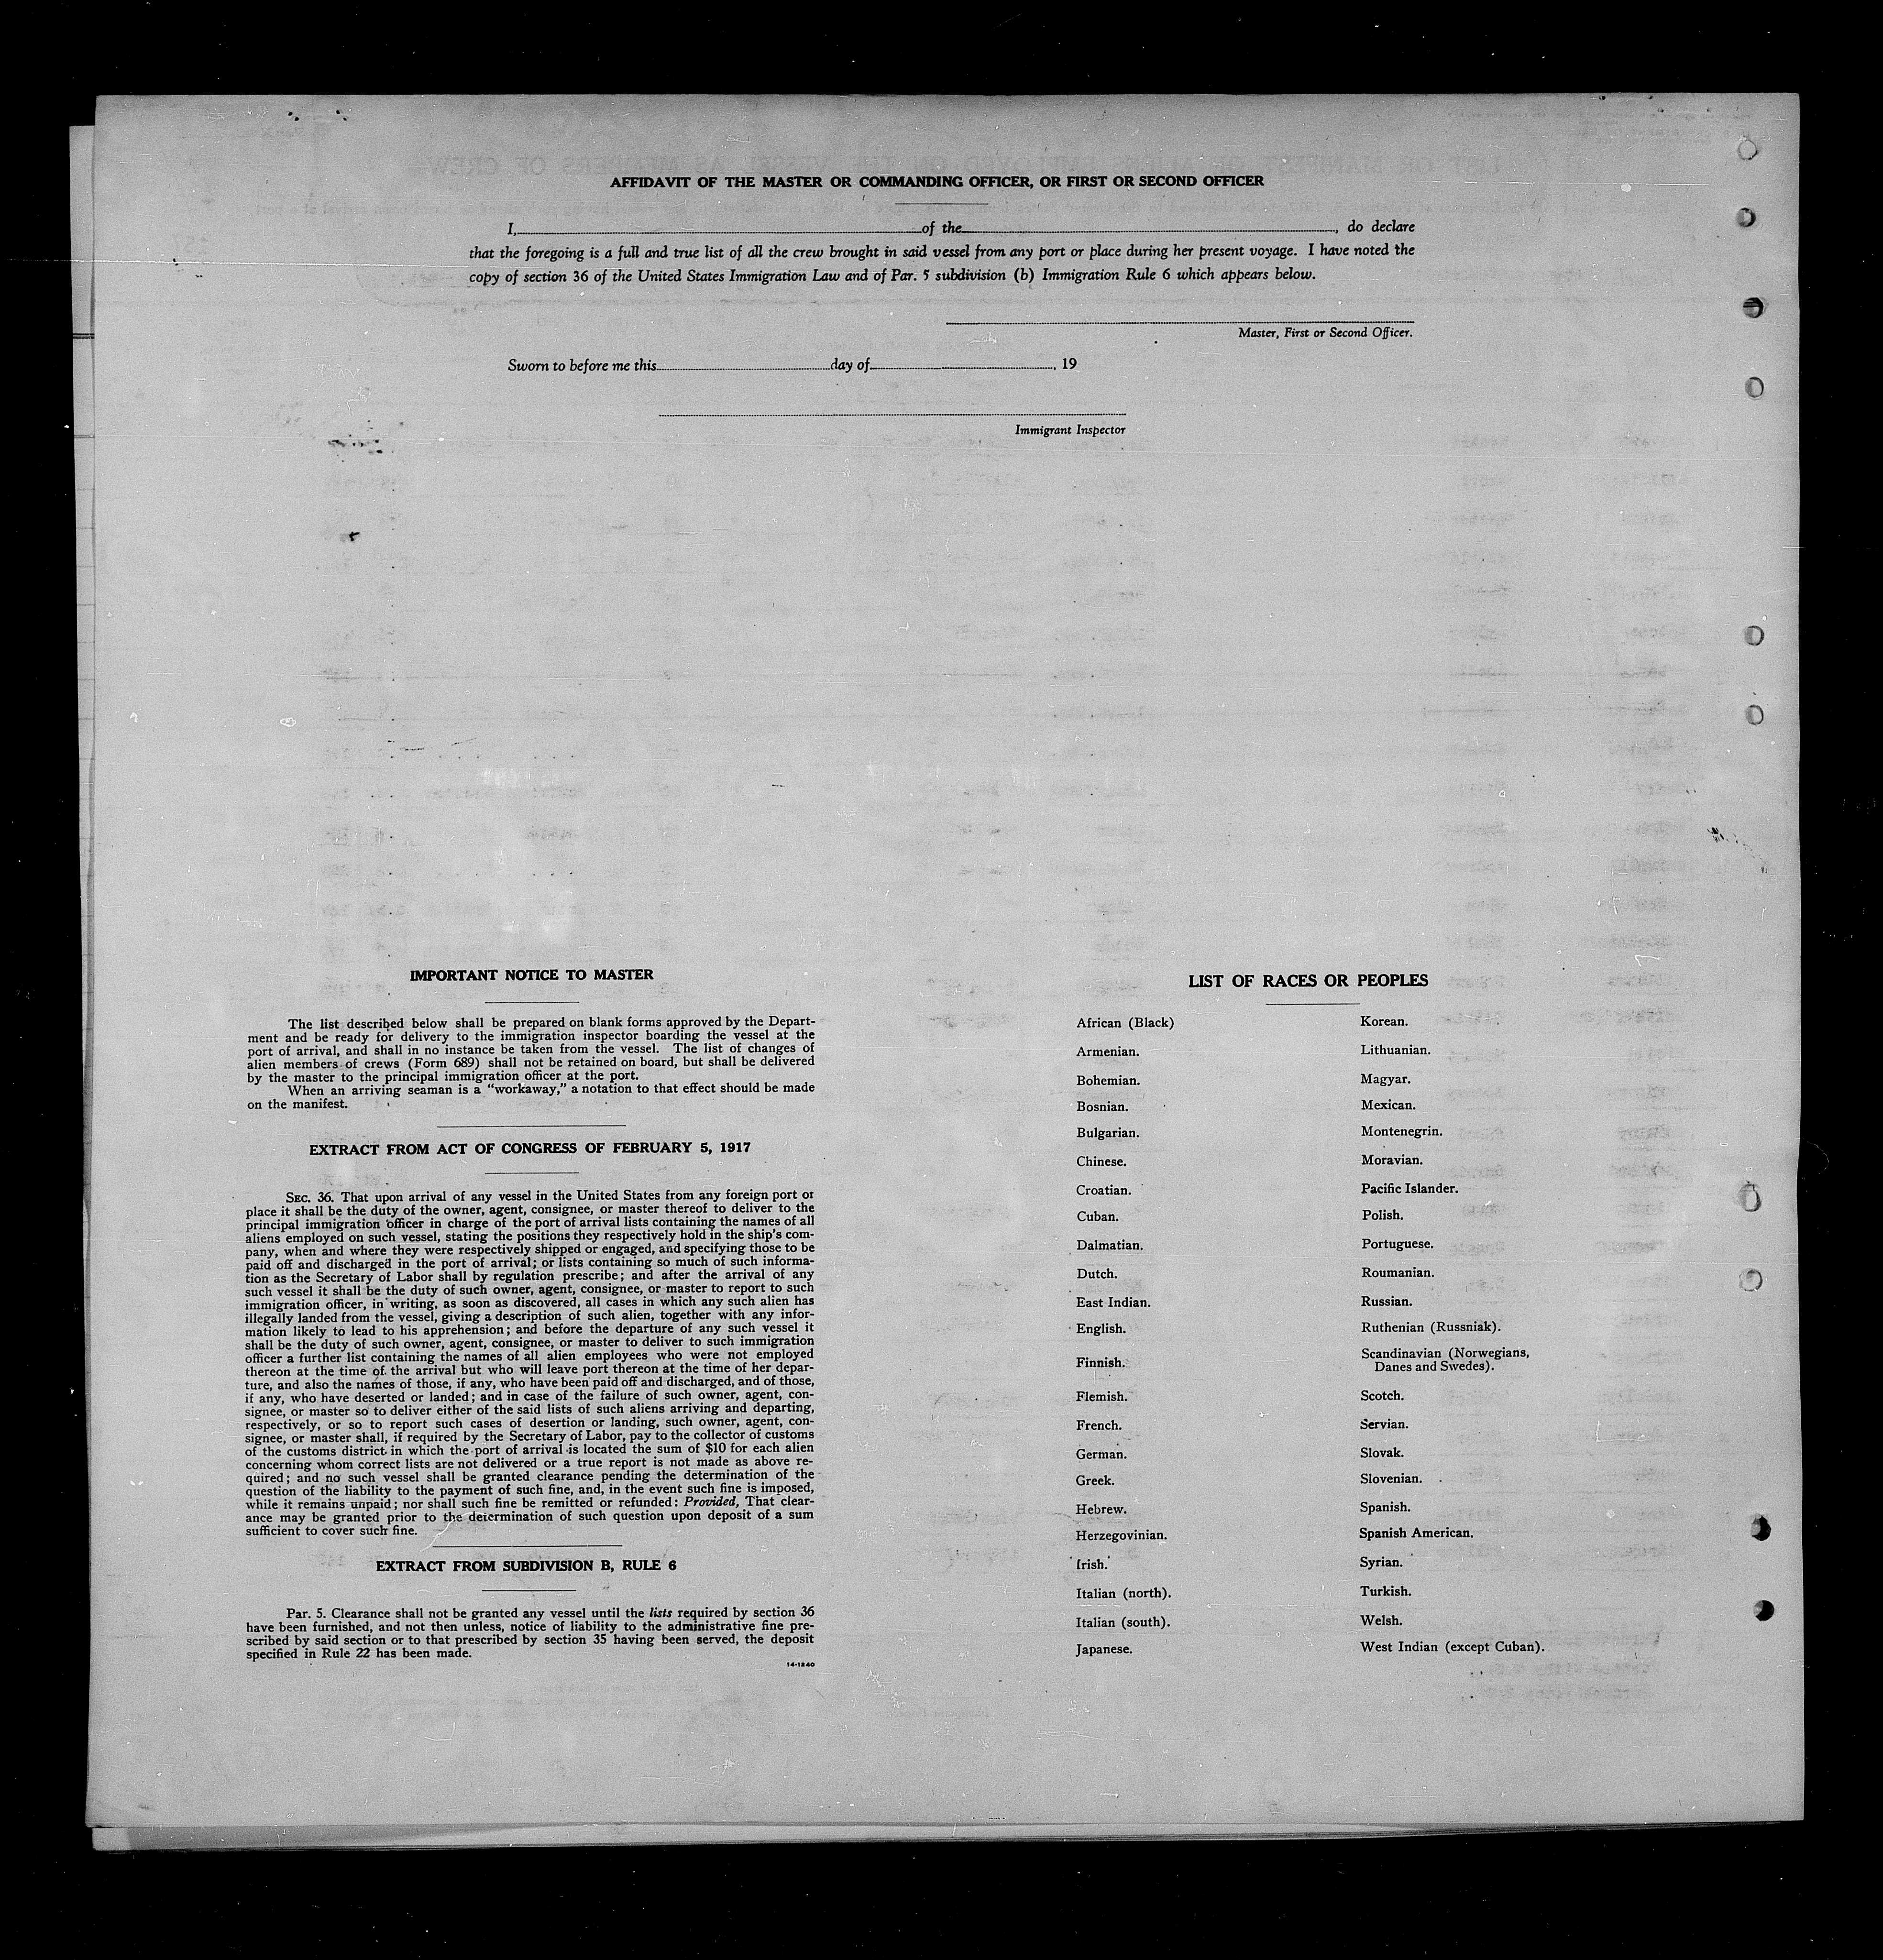 AFFIDAVIT OF THE MASTER OR COMMANDING OFFICER, OR FIRST OR SECOND OFFICER
I, of the , do declare
that the foregoing is a full and true list of all the crew brought in said vessel from any port or place during her present voyage. I have noted the
copy of section 36 of the United States Immigration Law and of Par. 5 subdivision (b) Immigration Rule 6 which appears below.
Master, First or Second Officer.
Sworn to before me this day of , 19
Immigrant Inspector
IMPORTANT NOTICE TO MASTER
The list described below shall be prepared on blank forms approved by the Depart-
ment and be ready for delivery to the immigration inspector boarding the vessel at the
port of arrival, and shall in no instance be taken from the vessel. The list of changes of
alien members of crews (Form 689) shall not be retained on board, but shall be delivered
by the master to the principal immigration officer at the port.
When an arriving seaman is a “workaway,” a notation to that effect should be made
on the manifest.
EXTRACT FROM ACT OF CONGRESS OF FEBRUARY 5, 1917
SEC. 36. That upon arrival of any vessel in the United States from any foreign port or
place it shall be the duty of the owner, agent, consignee, or master thereof to deliver to the
principal immigration officer in charge of the port of arrival lists containing the names of all
aliens employed on such vessel, stating the positions they respectively hold in the ship's com-
pany, when and where they were respectively shipped or engaged, and specifying those to be
paid off and discharged in the port of arrival; or lists containing so much of such informa-
tion as the Secretary of Labor shall by regulation prescribe; and after the arrival of any
such vessel it shall be the duty of such owner, agent, consignee, or master to report to such
immigration officer, in writing, as soon as discovered, all cases in which any such alien has
illegally landed from the vessel, giving a description of such alien, together with any infor-
mation likely to lead to his apprehension; and before the departure of any such vessel it
shall be the duty of such owner, agent, consignee, or master to deliver to such immigration
officer a further list containing the names of all alien employees who were not employed
thereon at the time of the arrival but who will leave port thereon at the time of her depar-
ture, and also the names of those, if any, who have been paid off and discharged, and of those,
if any, who have deserted or landed; and in case of the failure of such owner, agent, con-
signee, or master so to deliver either of the said lists of such aliens arriving and departing,
respectively, or so to report such cases of desertion or landing, such owner, agent, con-
signee, or master shall, if required by the Secretary of Labor, pay to the collector of customs
of the customs district in which the port of arrival is located the sum of $10 for each alien
concerning whom correct lists are not delivered or a true report is not made as above re-
quired; and no such vessel shall be granted clearance pending the determination of the
question of the liability to the payment of such fine, and, in the event such fine is imposed,
while it remains unpaid; nor shall such fine be remitted or refunded: Provided, That clear-
ance may be granted prior to the determination of such question upon deposit of a sum
sufficient to cover such fine.
EXTRACT FROM SUBDIVISION B, RULE 6
Par. 5. Clearance shall not be granted any vessel until the lists required by section 36
have been furnished, and not then unless, notice of liability to the administrative fine pre-
scribed by said section or to that prescribed by section 35 having been served, the deposit
specified in Rule 22 has been made.
14-1240
LIST OF RACES OR PEOPLES
African (Black)
Armenian.
Bohemian.
Bosnian.
Bulgarian.
Chinese.
Croatian.
Cuban.
Dalmatian.
Dutch.
East Indian.
English.
Finnish.
Flemish.
French.
German.
Greek.
Hebrew.
Herzegovinian.
Irish.
Italian (north).
Italian (south).
Japanese.
Korean.
Lithuanian.
Magyar.
Mexican.
Montenegrin.
Moravian.
Pacific Islander.
Polish.
Portuguese.
Roumanian.
Russian.
Ruthenian (Russniak).
Scandinavian (Norwegians,
Danes and Swedes).
Scotch.
Servian.
Slovak.
Slovenian.
Spanish.
Spanish American.
Syrian.
Turkish.
Welsh.
West Indian (except Cuban).